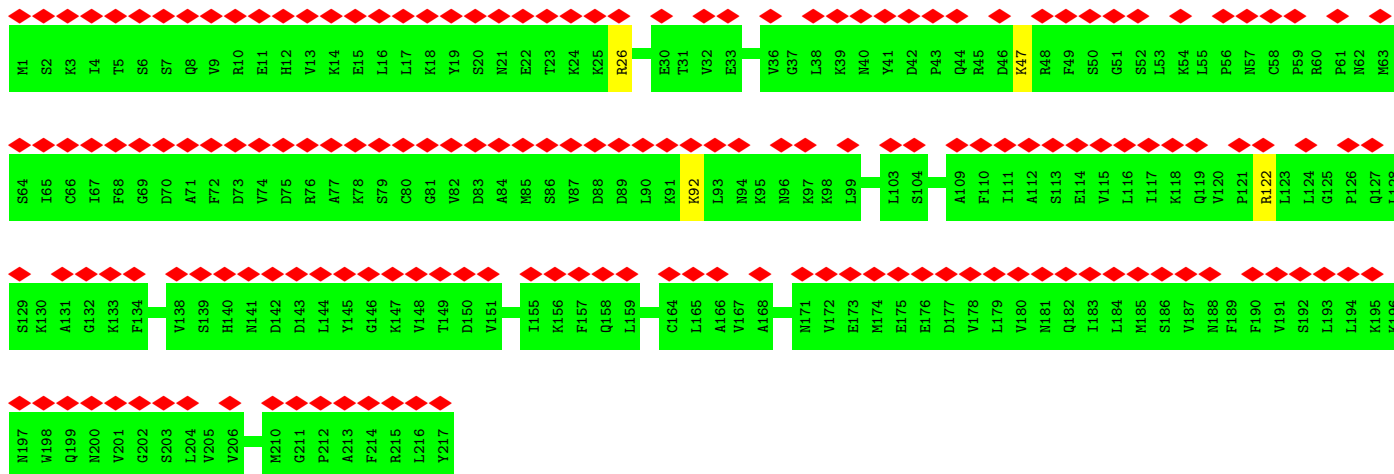 M1 S2 K3 I4 T5 S6 S7 Q8 V9 R10 E11 H12 V13 K14 E15 L16 L17 K18 Y19 S20 N21 E22 T23 K24 K25 R26 E30 T31 V32 E33 V36 G37 L38 K39 N40 Y41 D42 P43 Q44 R45 D46 K47 R48 F49 S50 G51 S52 L53 K54 L55 P56 N57 C58 P59 R60 P61 N62 M63
S64 I65 C66 I67 F68 G69 D70 A71 F72 D73 V74 D75 R76 A77 K78 S79 C80 G81 V82 D83 A84 M85 S86 V87 D88 D89 L90 K91 K92 L93 N94 K95 N96 K97 K98 L99 L103 S104 A109 F110 I111 A112 S113 E114 V115 L116 I117 K118 Q119 V120 P121 R122 L123 L124 G125 P126 Q127 L128
S129 K130 A131 G132 K133 F134 V138 S139 H140 N141 D142 D143 L144 Y145 G146 K147 V148 T149 D150 V151 I155 K156 F157 Q158 L159 C164 L165 A166 V167 A168 N171 V172 E173 M174 E175 E176 D177 V178 L179 V180 N181 Q182 I183 L184 M185 S186 V187 N188 F189 F190 V191 S192 L193 L194 K195 K196
N197 W198 Q199 N200 V201 G202 S203 L204 V205 V206 M210 G211 P212 A213 F214 R215 L216 Y217